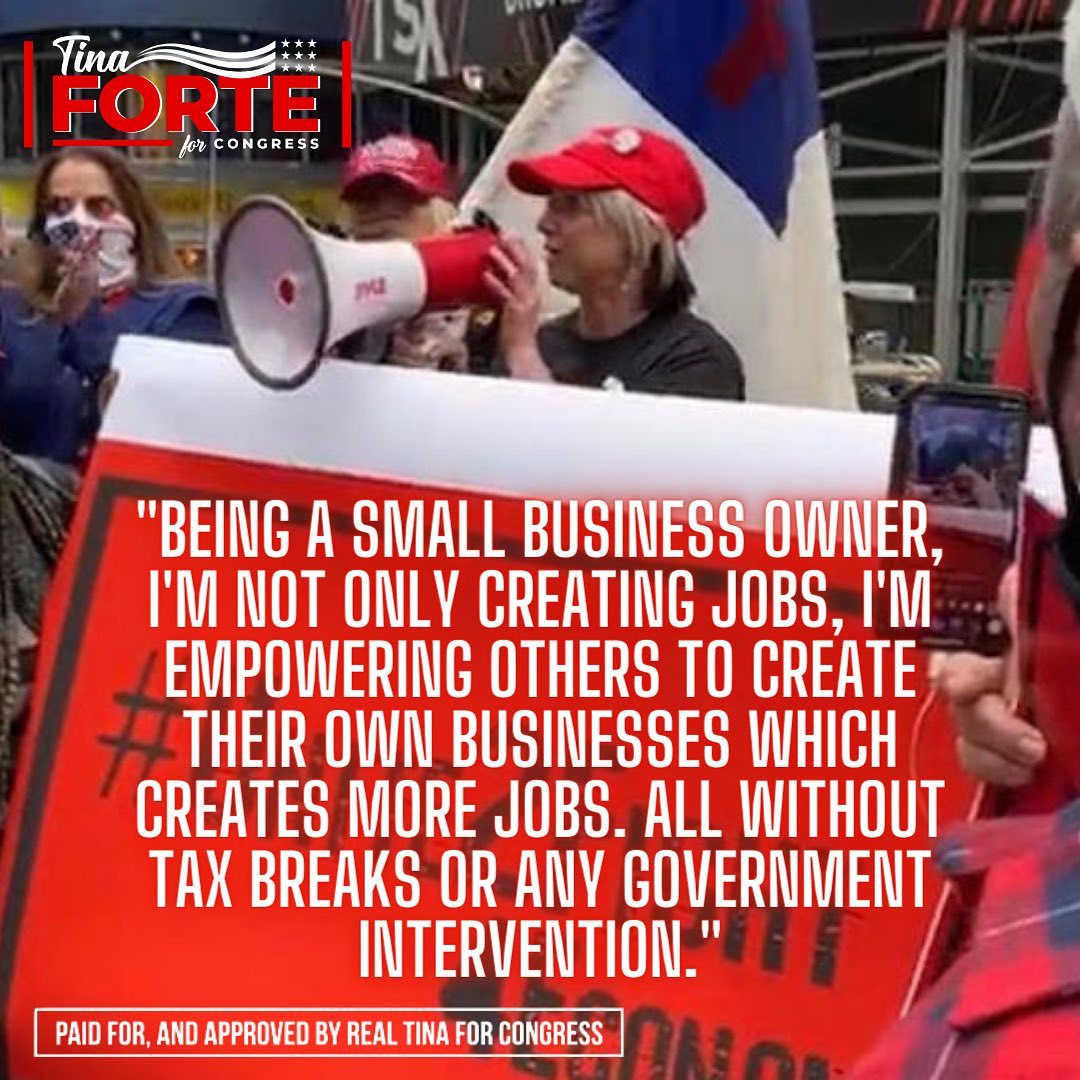 Tina
FORTE
for CONGRESS
TSX
"BEING A SMALL BUSINESS OWNER,
I'M NOT ONLY CREATING JOBS, I'M
EMPOWERING OTHERS TO CREATE
THEIR OWN BUSINESSES WHICH
CREATES MORE JOBS. ALL WITHOUT
TAX BREAKS OR ANY GOVERNMENT
INTERVENTION."
PAID FOR, AND APPROVED BY REAL TINA FOR CONGRESS